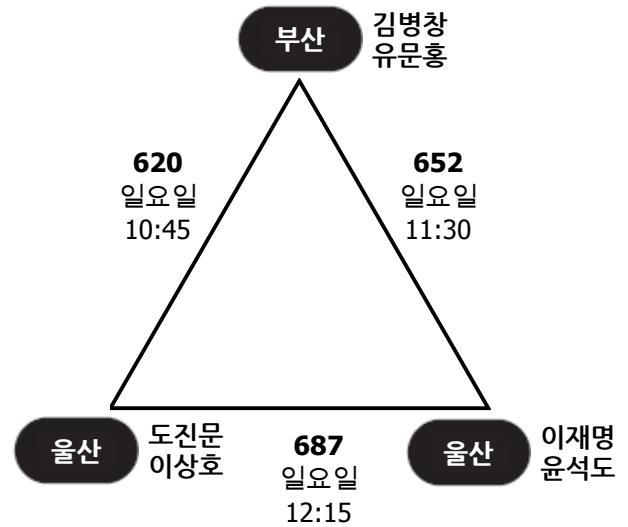 부산
김병창
유문홍
620
일요일
10:45
652
일요일
11:30
울산
도진문
이상호
687
일요일
12:15
울산
이재명
윤석도